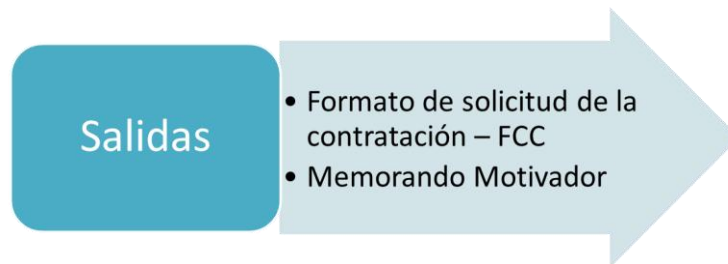 Salidas
• Formato de solicitud de la
contratación – FCC
• Memorando Motivador